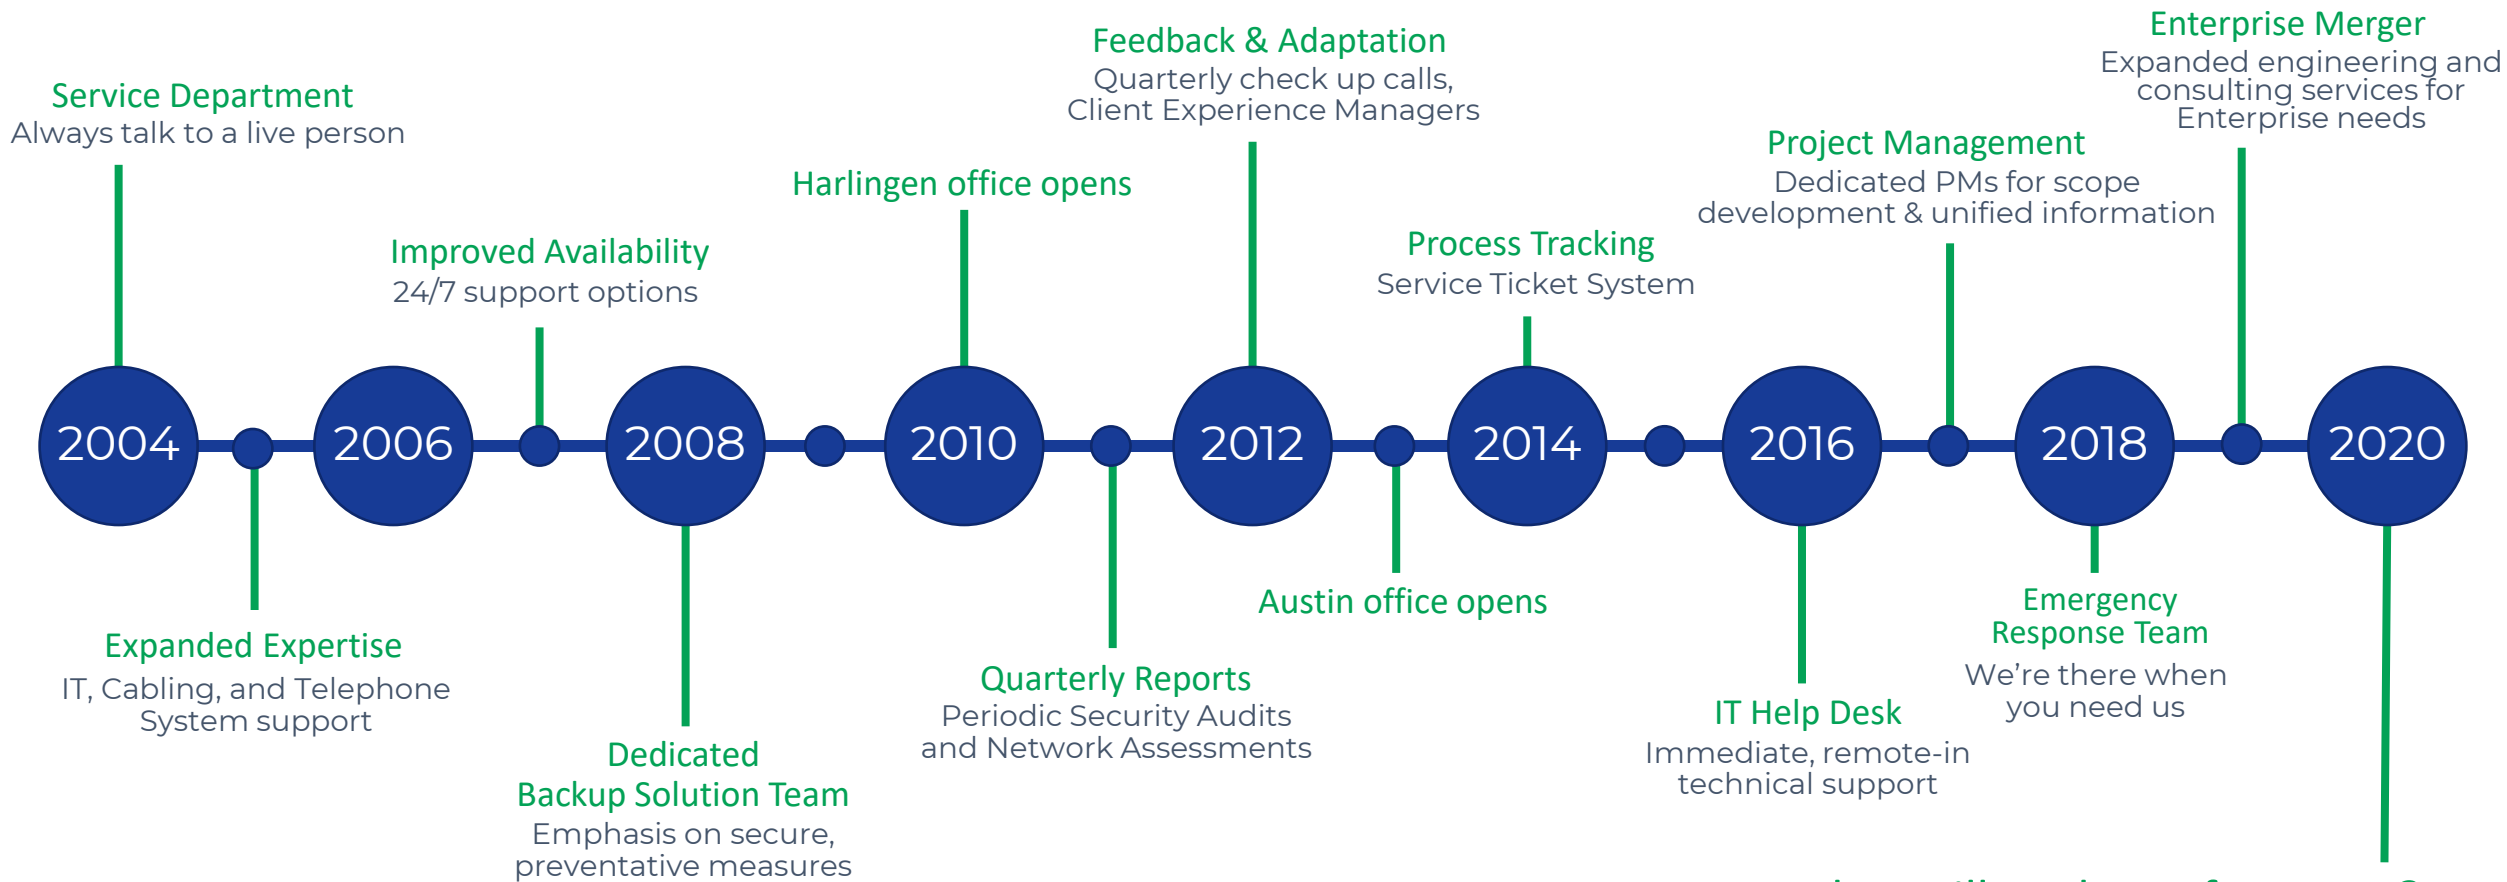 Service Department
Always talk to a live person
Improved Availability
24/7 support options
Harlingen office opens
Feedback & Adaptation
Quarterly check up calls,
Client Experience Managers
Process Tracking
Service Ticket System
Project Management
Dedicated PMs for scope
development & unified information
Enterprise Merger
Expanded engineering and
consulting services for
Enterprise needs
2004
2006
2008
2010
2012
2014
2016
2018
2020
Expanded Expertise
IT, Cabling, and Telephone
System support
Dedicated
Backup Solution Team
Emphasis on secure,
preventative measures
Quarterly Reports
Periodic Security Audits
and Network Assessments
Austin office opens
IT Help Desk
Immediate, remote-in
technical support
Emergency
Response Team
We’re there when
you need us